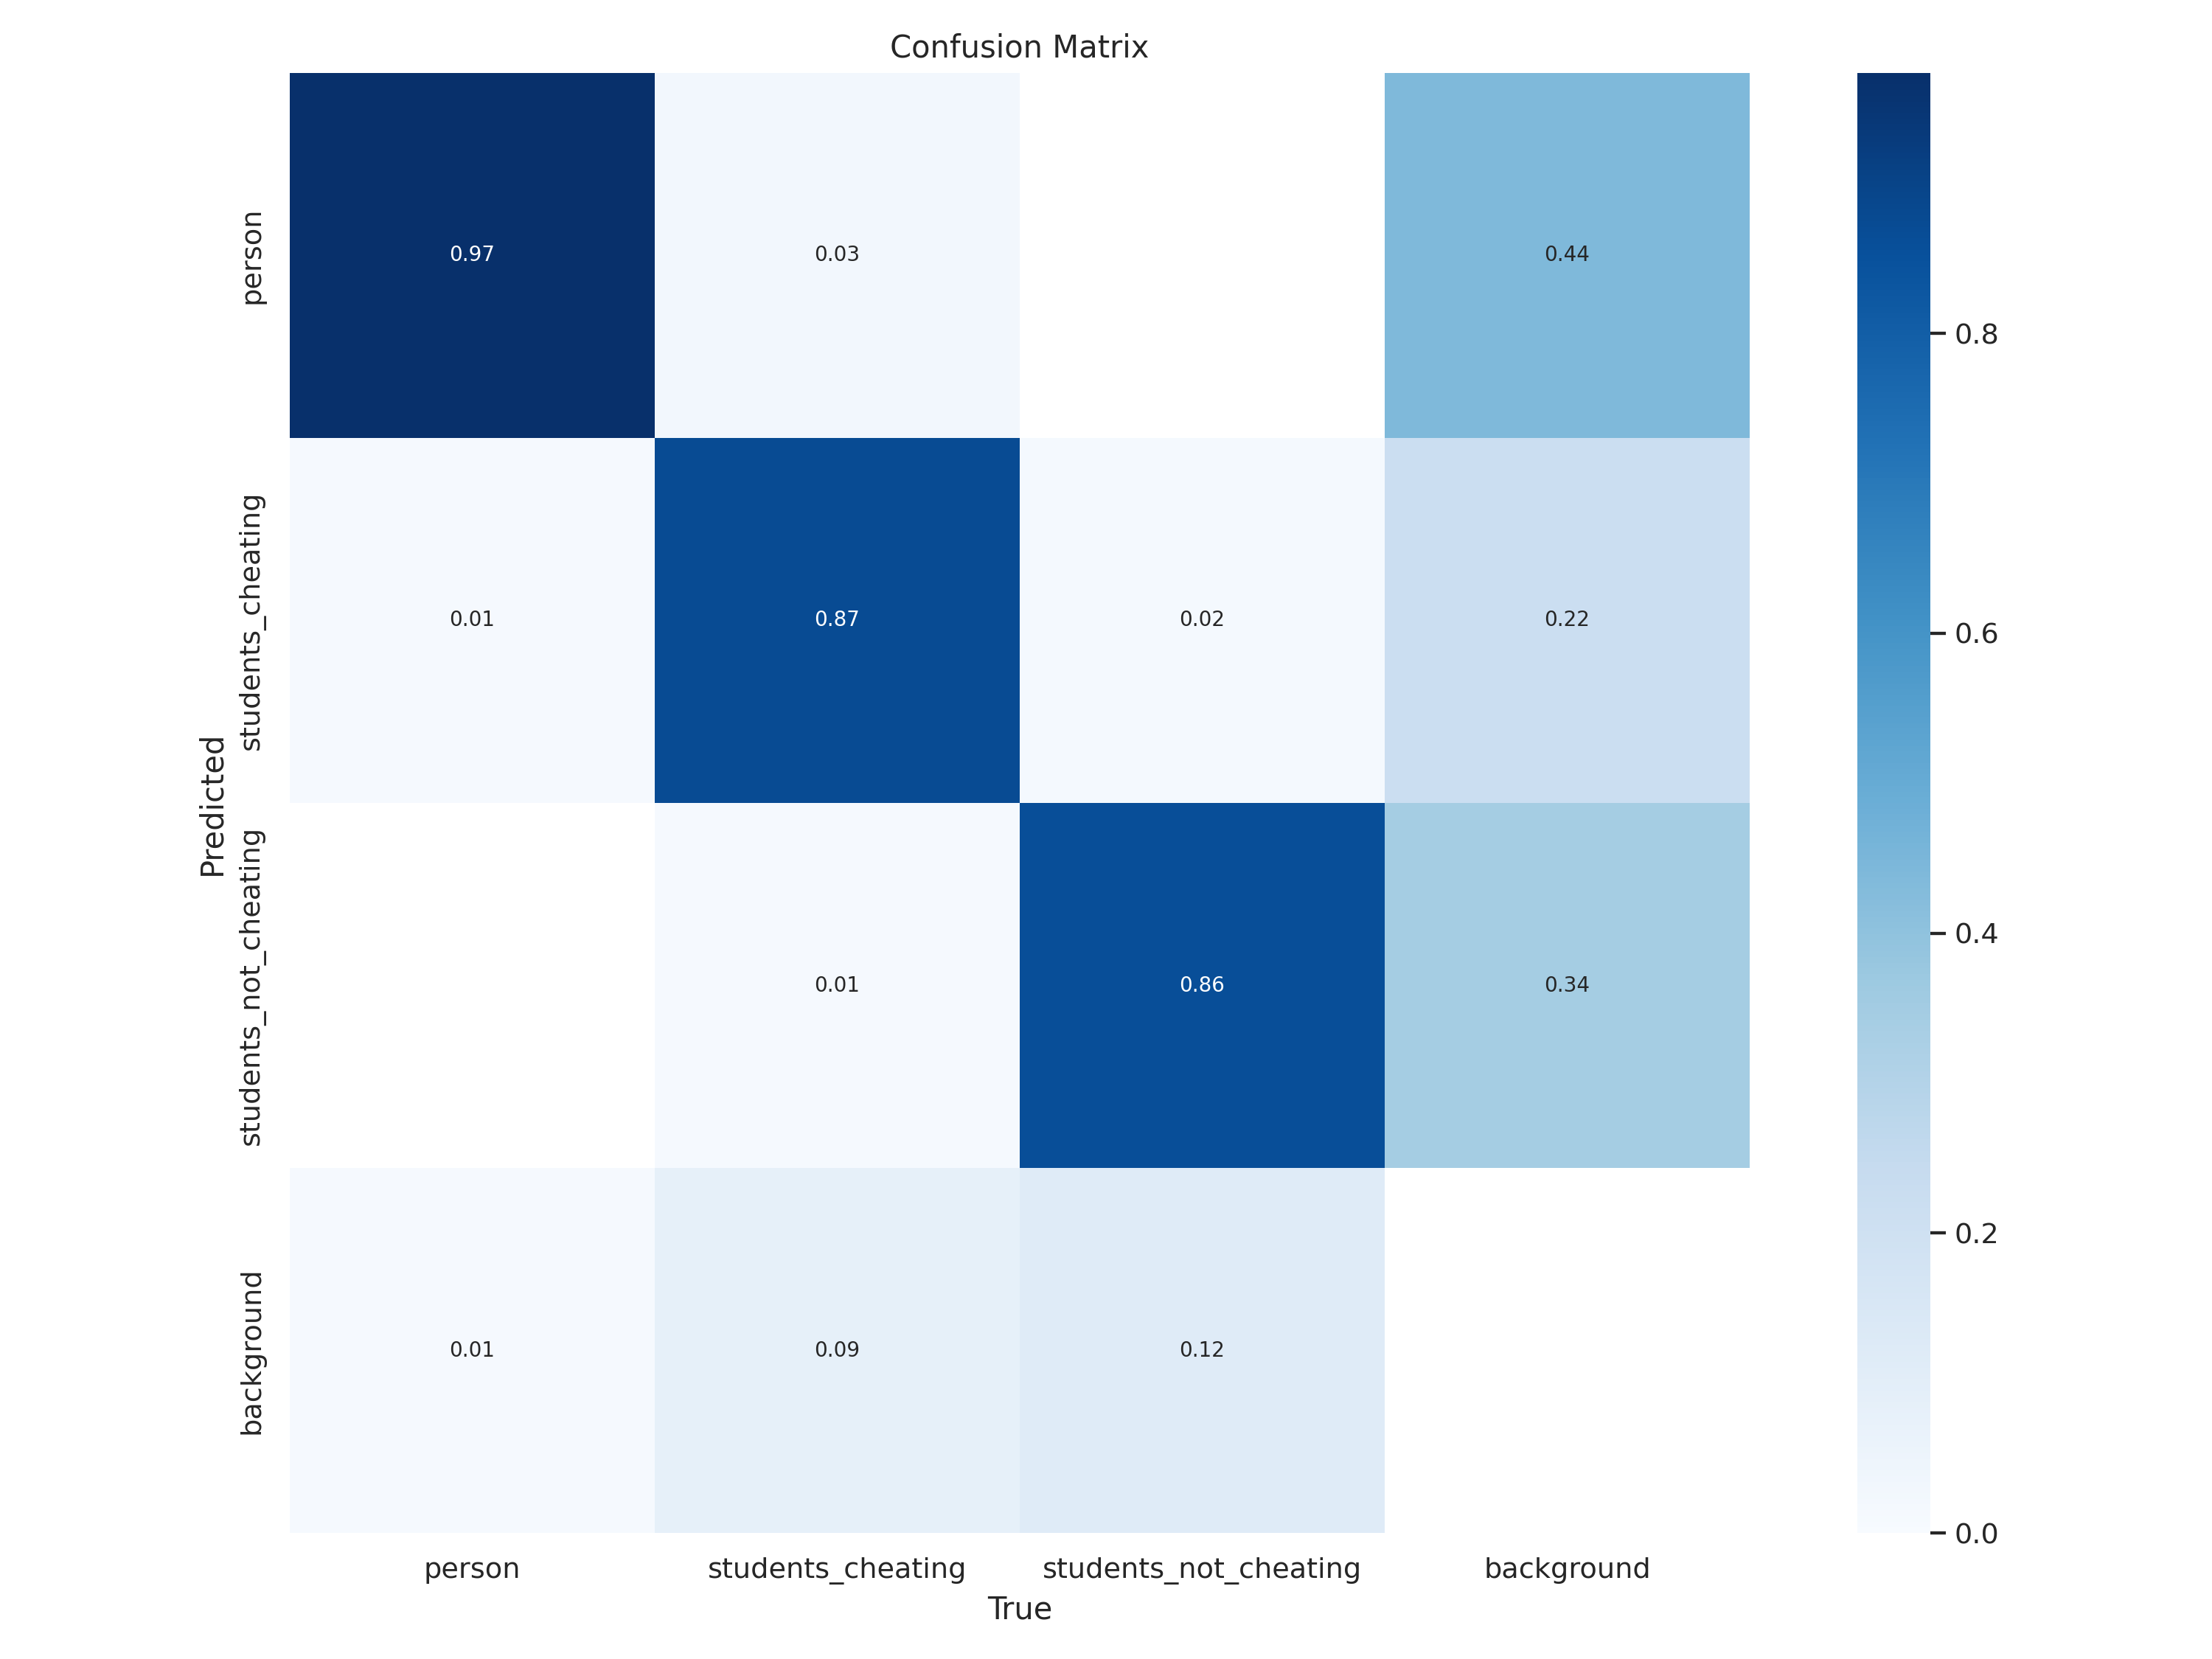 Confusion Matrix
person
0.97
0.03
0.44
students_cheating
0.01
0.87
0.02
0.22
Predicted
students_not_cheating
0.01
0.86
0.34
background
0.01
0.09
0.12
person
students_cheating
students_not_cheating
background
True
0.8
0.6
0.4
0.2
0.0